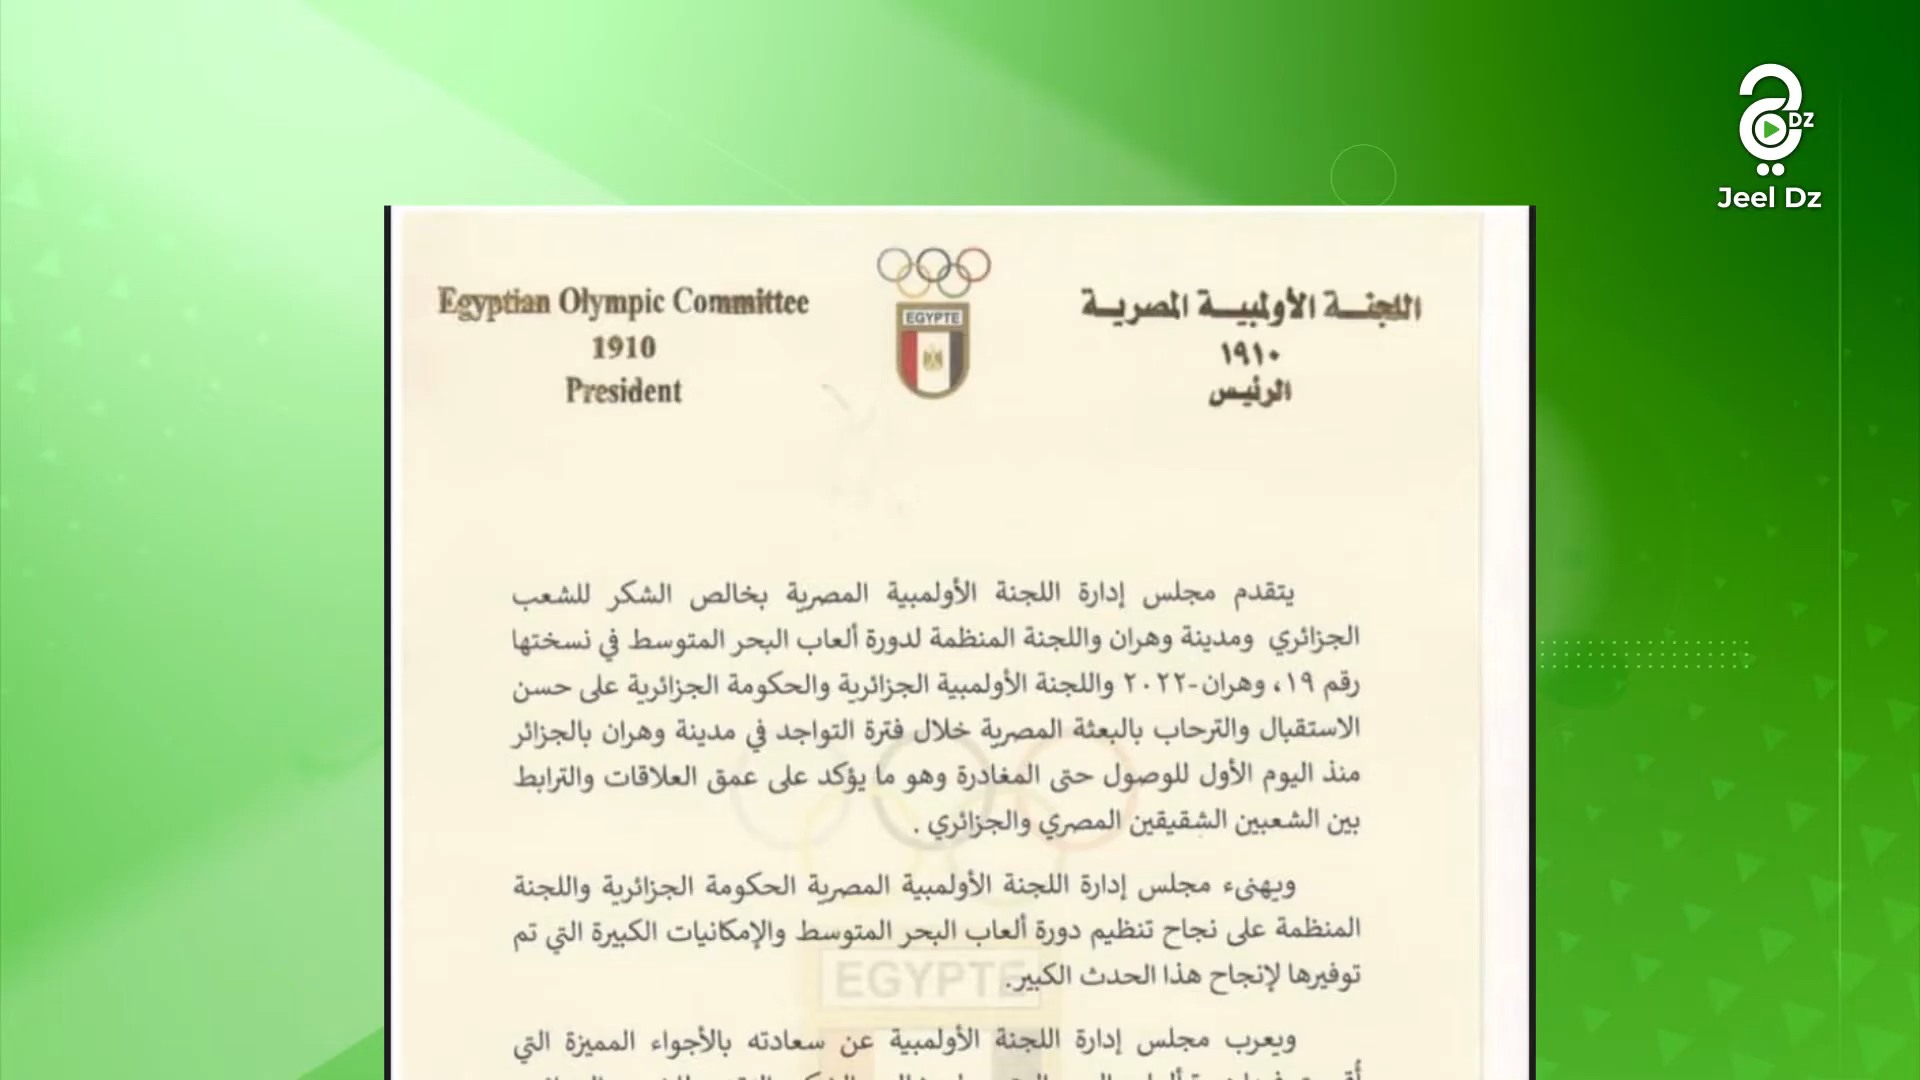 DZ
Jeel Dz
Egyptian Olympic Committee
1910
President
EGYPTE
اللجنـــة الأولمبيـــة المصريـــة
١٩١٠
الرئيس
يتقدم مجلس إدارة اللجنة الأولمبية المصرية بخالص الشكر للشعب
الجزائري ومدينة وهران واللجنة المنظمة لدورة ألعاب البحر المتوسط في نسختها
رقم ١٩، وهران-٢٠٢٢ واللجنة الأولمبية الجزائرية والحكومة الجزائرية على حسن
الاستقبال والترحاب بالبعثة المصرية خلال فترة التواجد في مدينة وهران بالجزائر
منذ اليوم الأول للوصول حتى المغادرة وهو ما يؤكد على عمق العلاقات والترابط
بين الشعبين الشقيقين المصري والجزائري .
ويهنىء مجلس إدارة اللجنة الأولمبية المصرية الحكومة الجزائرية واللجنة
المنظمة على نجاح تنظيم دورة ألعاب البحر المتوسط والإمكانيات الكبيرة التي تم
توفيرها لإنجاح هذا الحدث الكبير.
EGYPTE
ويعرب مجلس إدارة اللجنة الأولمبية عن سعادته بالأجواء المميزة التي